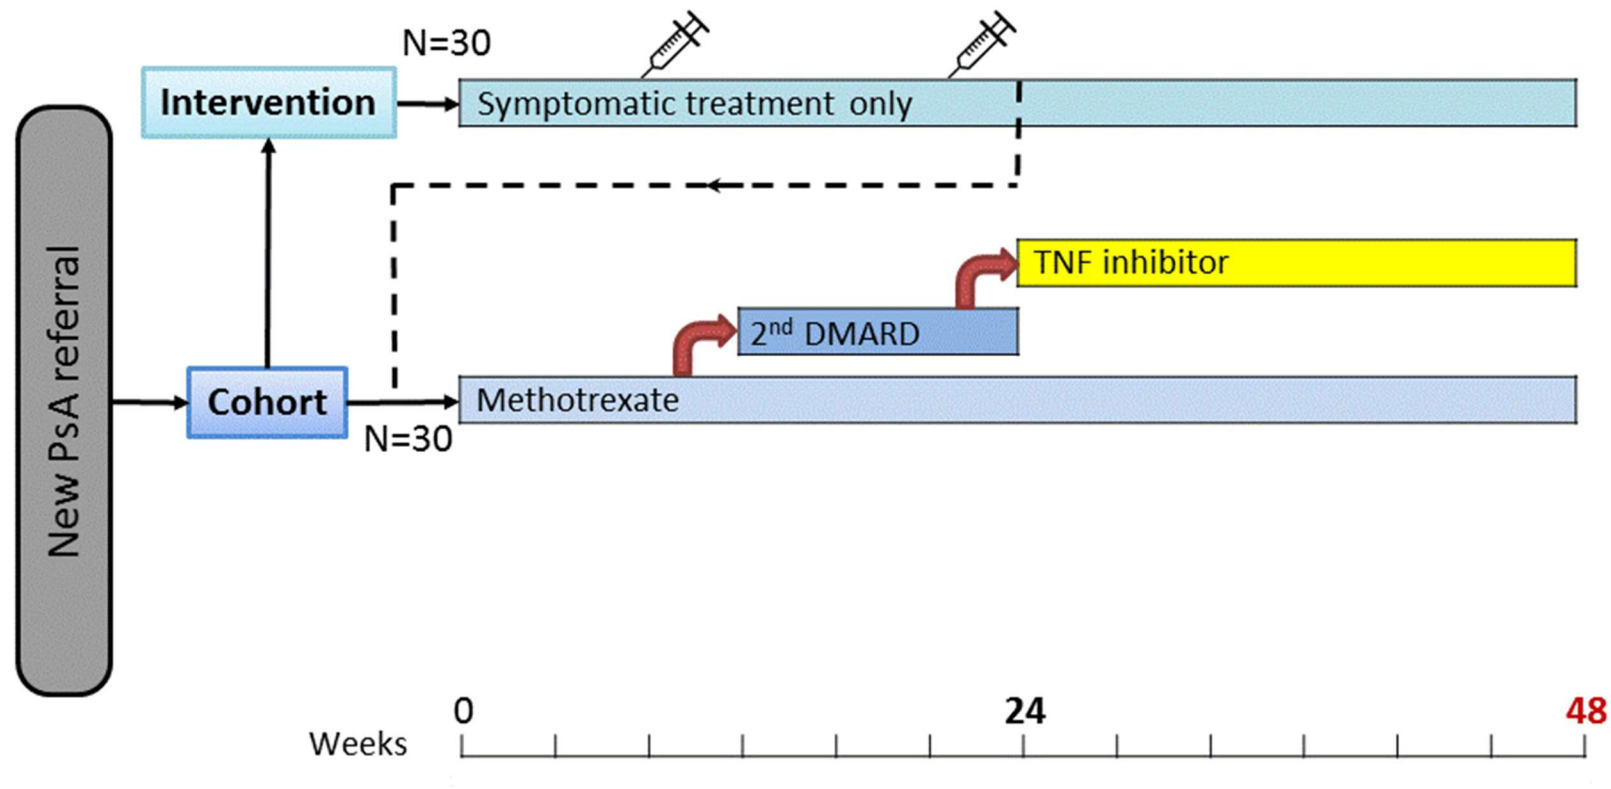 N=30
Intervention
Symptomatic treatment only
New PsA referral
TNF inhibitor
2nd DMARD
Cohort
Methotrexate
N=30
0 24 48
Weeks